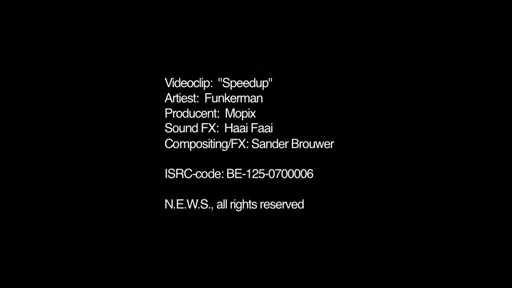 Videoclip: "Speedup"
Artiest: Funkerman
Producent: Mopix
Sound FX: Haai Faai
Compositing/FX: Sander Brouwer
ISRC-code: BE-125-0700006
N.E.W.S., all rights reserved